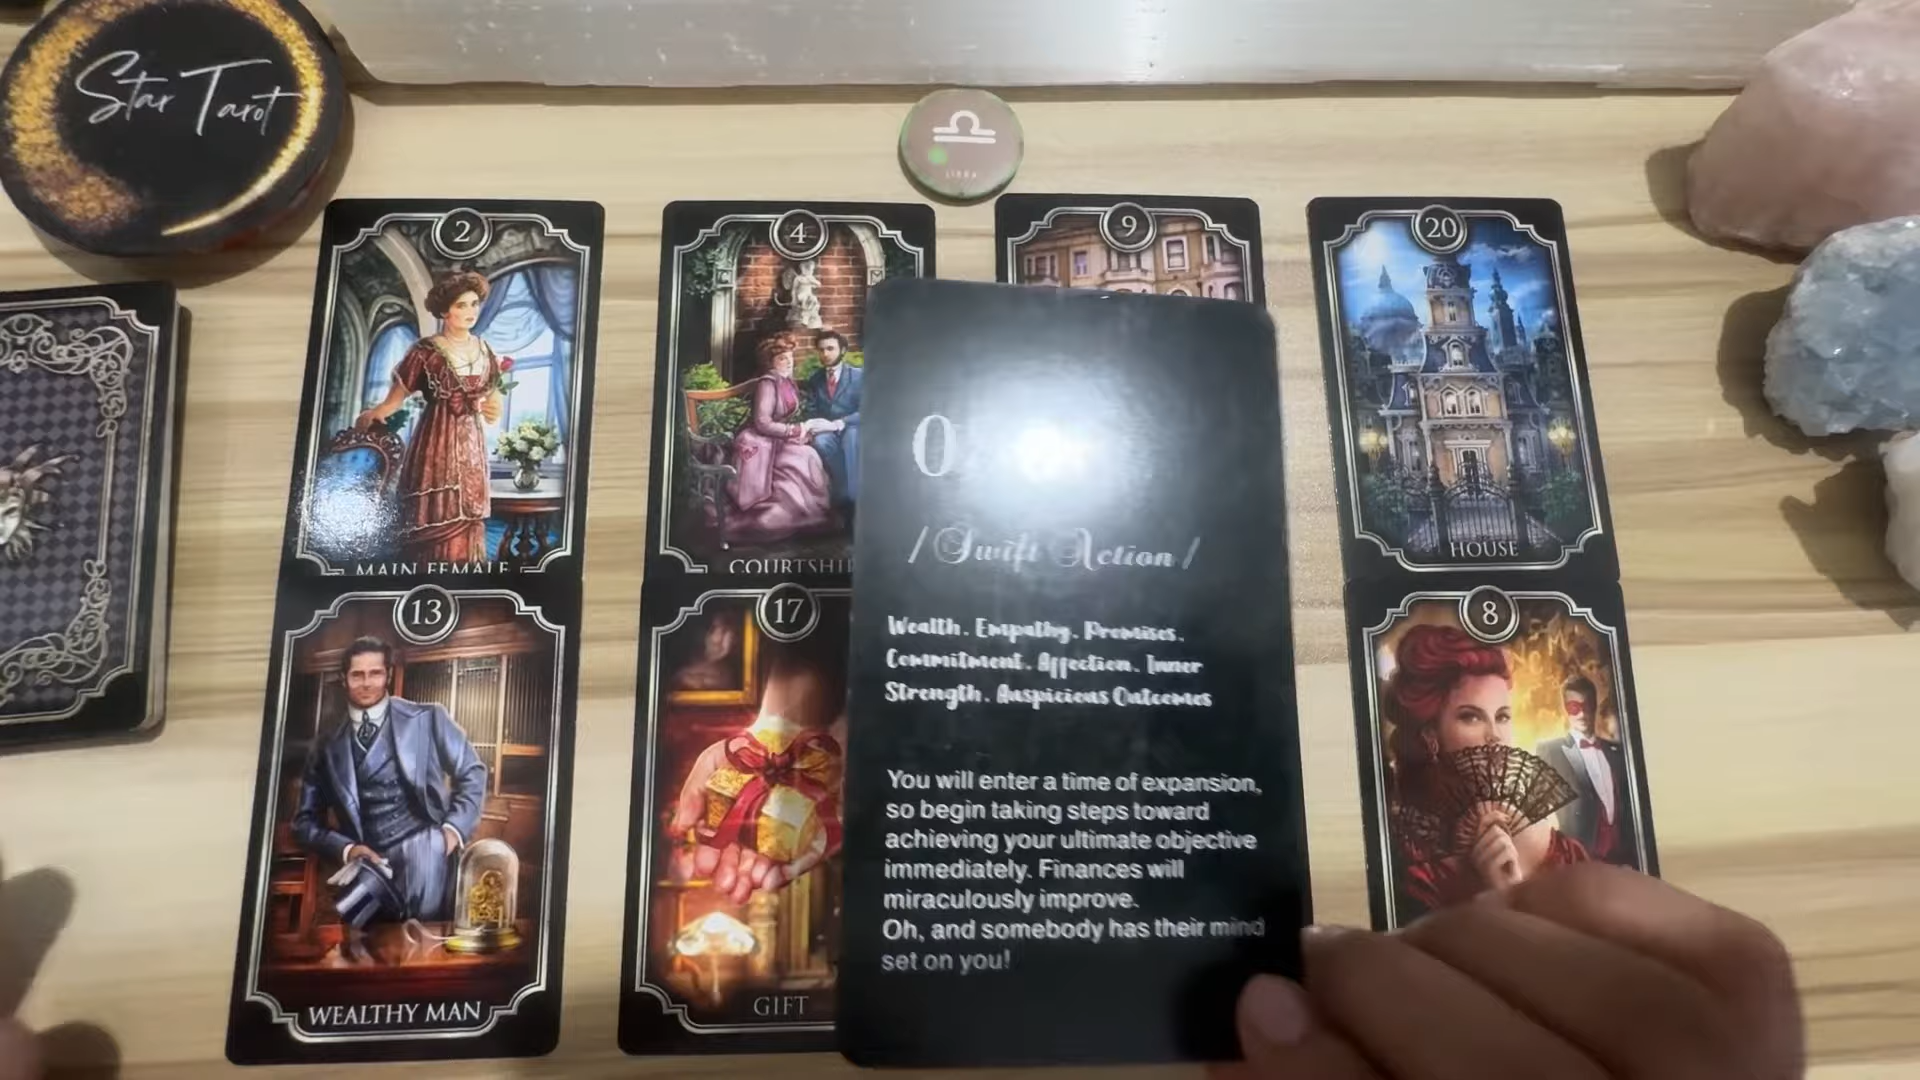 Star Tarot
LIBRA
2
4
9
20
MAIN FEMALE
HOUSE
13
17
8
WEALTHY MAN
GIFT
/ Swift Action /
Wealth. Empathy. Promises.
Commitment. Affection. Inner
Strength. Auspicious Outcomes
You will enter a time of expansion,
so begin taking steps toward
achieving your ultimate objective
immediately. Finances will
miraculously improve.
Oh, and somebody has their mind
set on you!